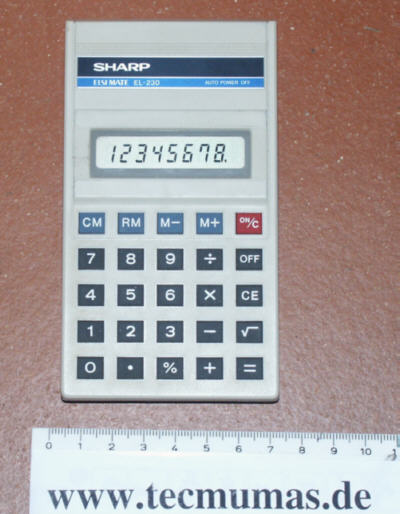 SHARP
ELSI MATE EL-230 AUTO POWER OFF
12345678.
CM RM M− M+ ON/C
7 8 9 ÷ OFF
4 5 6 × CE
1 2 3 − √
0 • % + =
0 1 2 3 4 5 6 7 8 9 10 1
www.tecmumas.de